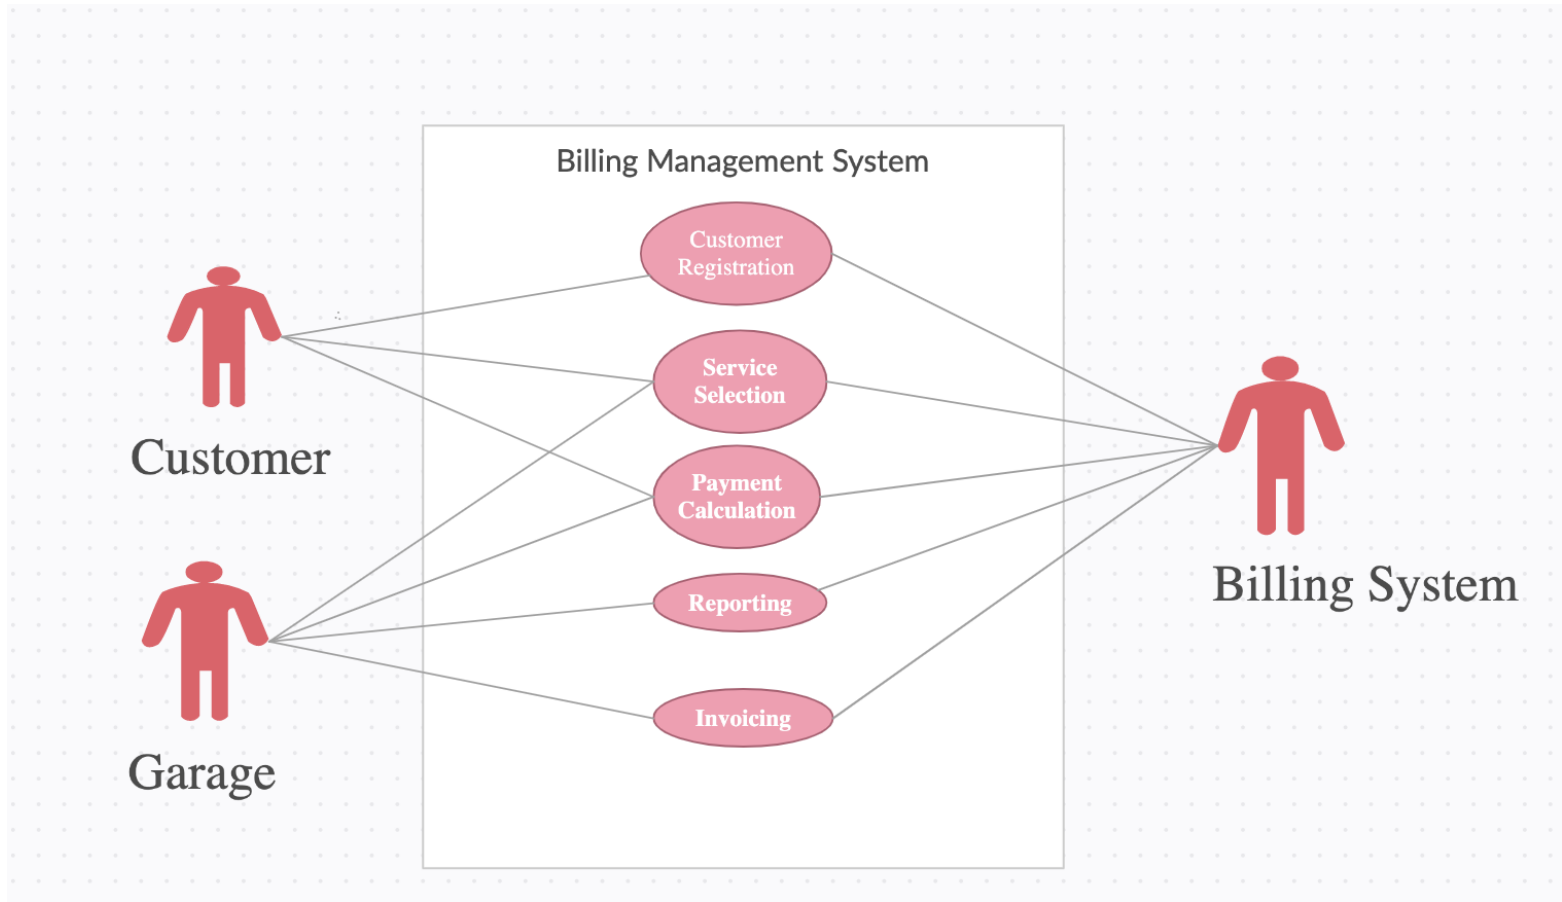 Billing Management System
Customer
Registration
Service
Selection
Payment
Calculation
Reporting
Invoicing
Customer
Garage
Billing System